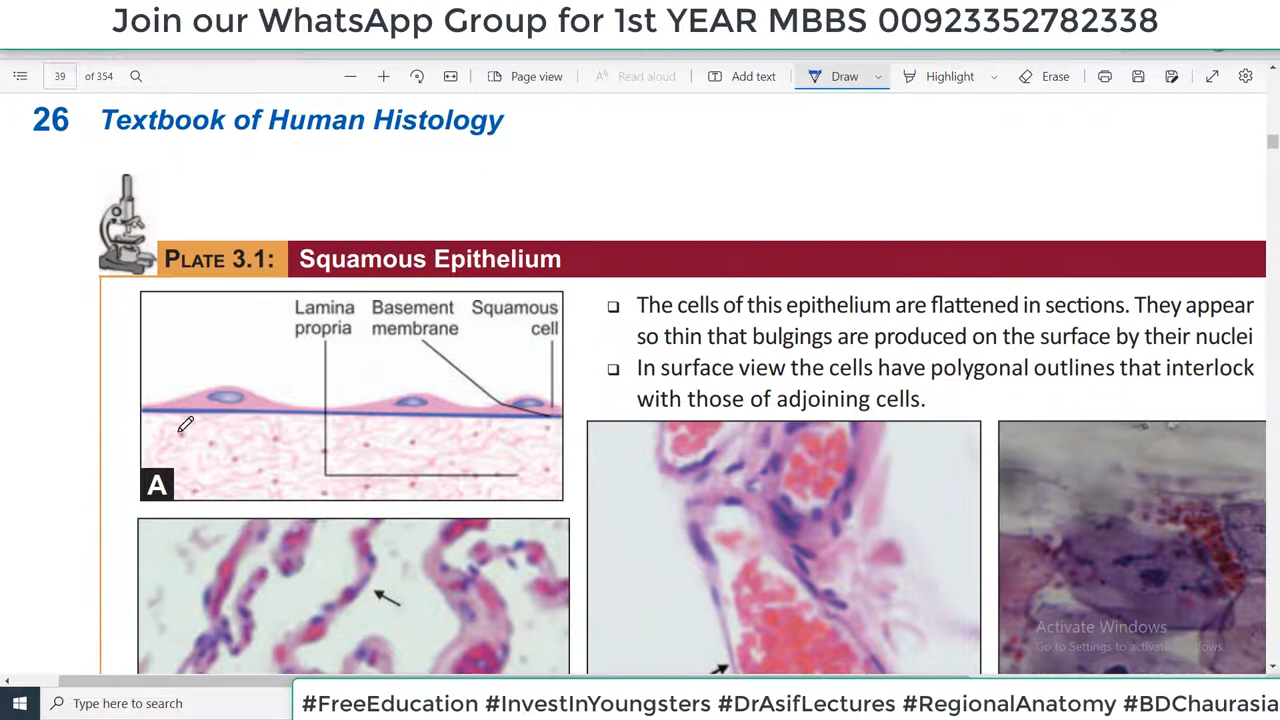 Join our WhatsApp Group for 1st YEAR MBBS 00923352782338
39 of 354
Page view
Read aloud
Add text
Draw
Highlight
Erase
26 Textbook of Human Histology
PLATE 3.1: Squamous Epithelium
Lamina propria
Basement membrane
Squamous cell
A
❑ The cells of this epithelium are flattened in sections. They appear
so thin that bulgings are produced on the surface by their nuclei
❑ In surface view the cells have polygonal outlines that interlock
with those of adjoining cells.
Activate Windows
Go to Settings to activate Windows.
Type here to search
#FreeEducation #InvestInYoungsters #DrAsifLectures #RegionalAnatomy #BDChaurasia